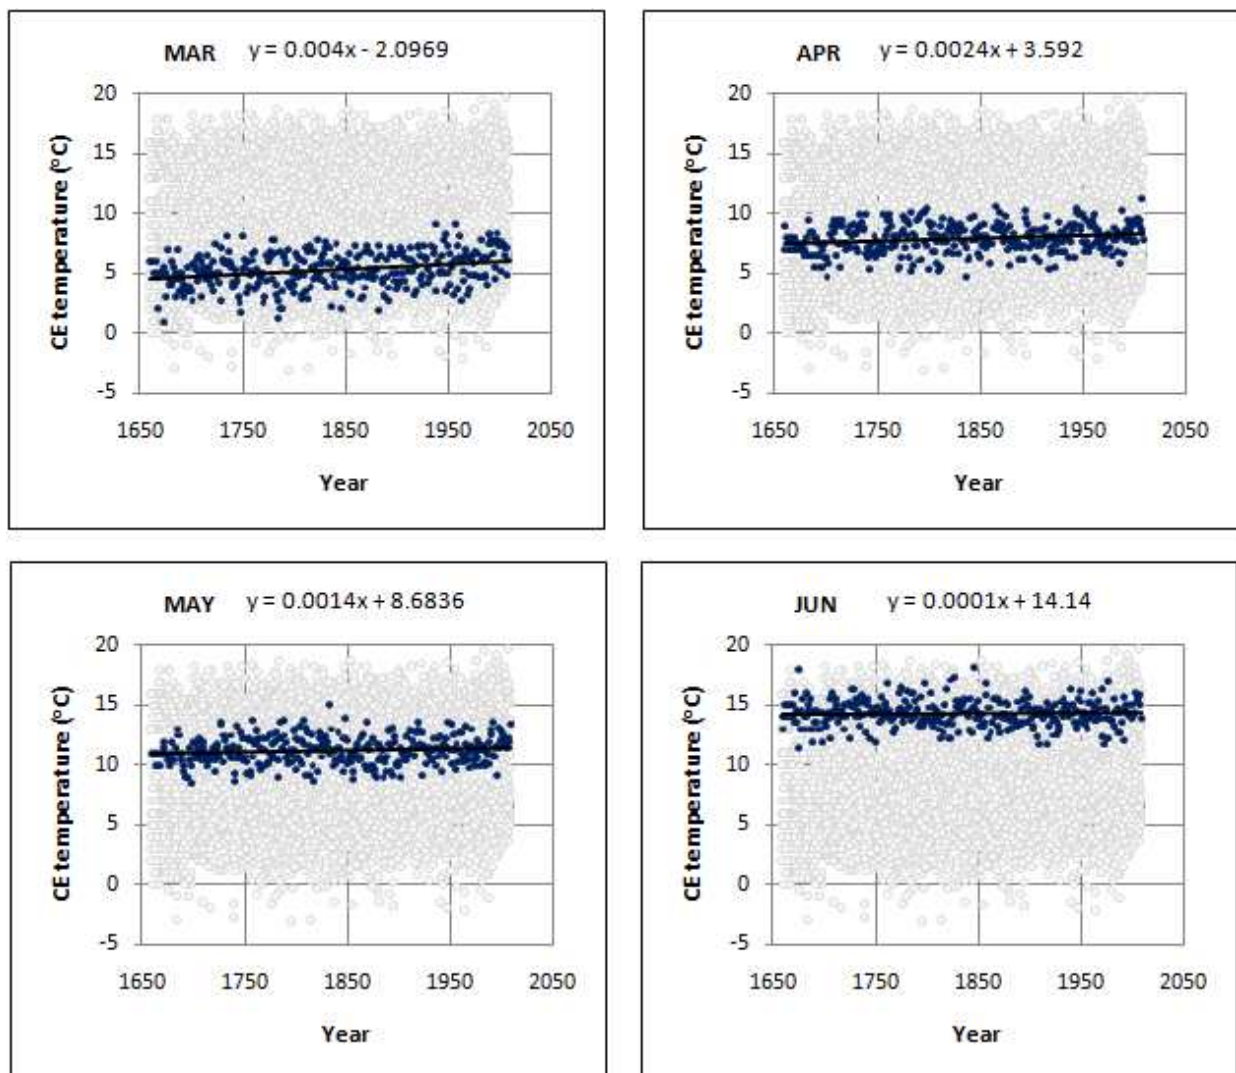 MAR y = 0.004x - 2.0969
20
15
10
5
0
-5
CE temperature (°C)
1650 1750 1850 1950 2050
Year
APR y = 0.0024x + 3.592
20
15
10
5
0
-5
CE temperature (°C)
1650 1750 1850 1950 2050
Year
MAY y = 0.0014x + 8.6836
20
15
10
5
0
-5
CE temperature (°C)
1650 1750 1850 1950 2050
Year
JUN y = 0.0001x + 14.14
20
15
10
5
0
-5
CE temperature (°C)
1650 1750 1850 1950 2050
Year